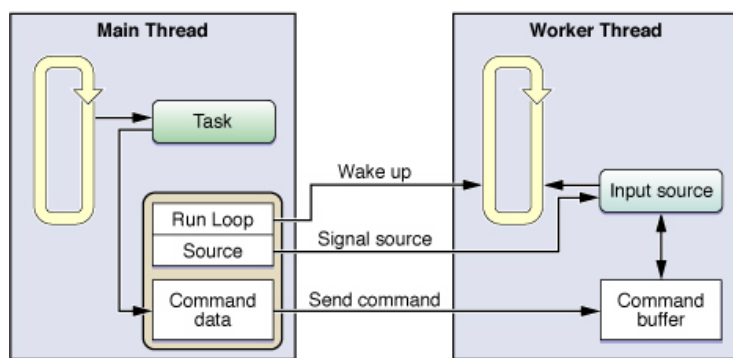 Main Thread
Worker Thread
Task
Wake up
Input source
Run Loop
Signal source
Source
Send command
Command
data
Command
buffer